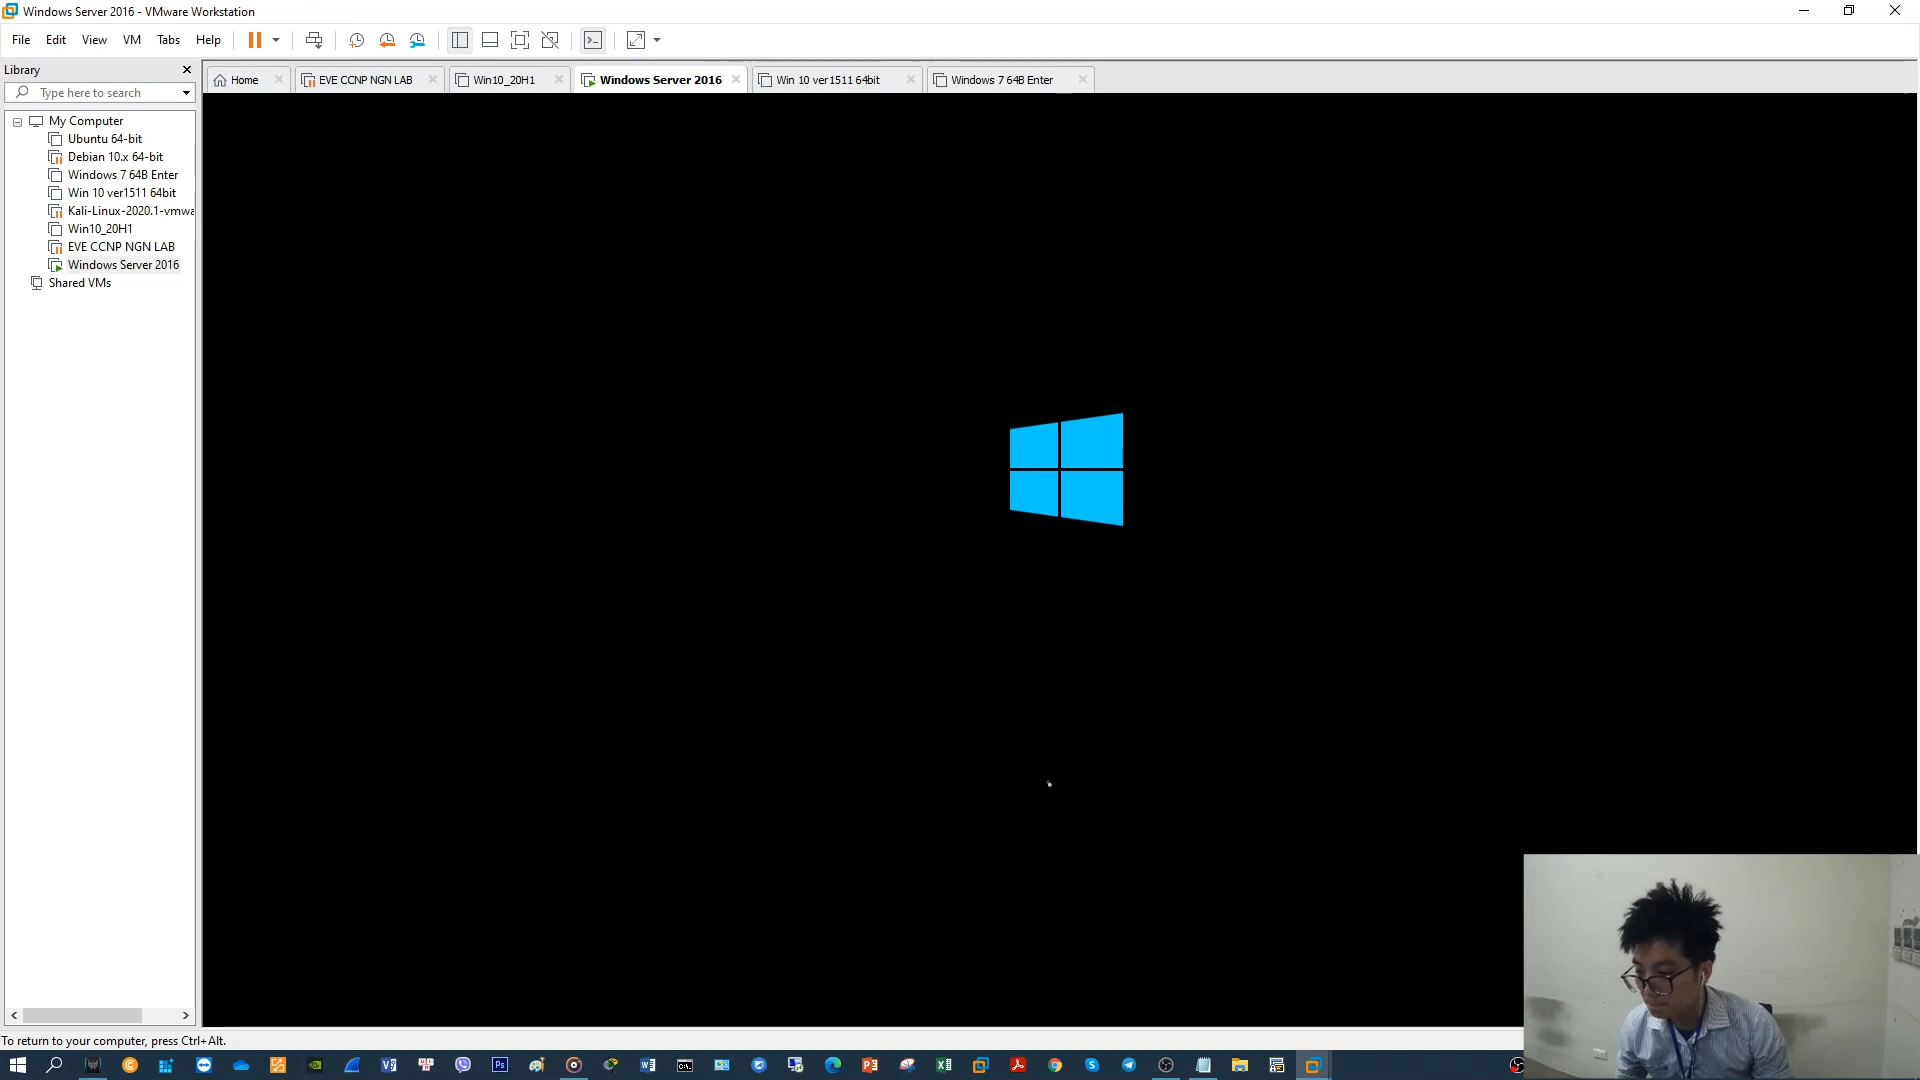 Windows Server 2016 - VMware Workstation
File Edit View VM Tabs Help
Library
Type here to search
My Computer
Ubuntu 64-bit
Debian 10.x 64-bit
Windows 7 64B Enter
Win 10 ver1511 64bit
Kali-Linux-2020.1-vmwa
Win10_20H1
EVE CCNP NGN LAB
Windows Server 2016
Shared VMs
Home
EVE CCNP NGN LAB
Win10_20H1
Windows Server 2016
Win 10 ver1511 64bit
Windows 7 64B Enter
To return to your computer, press Ctrl+Alt.